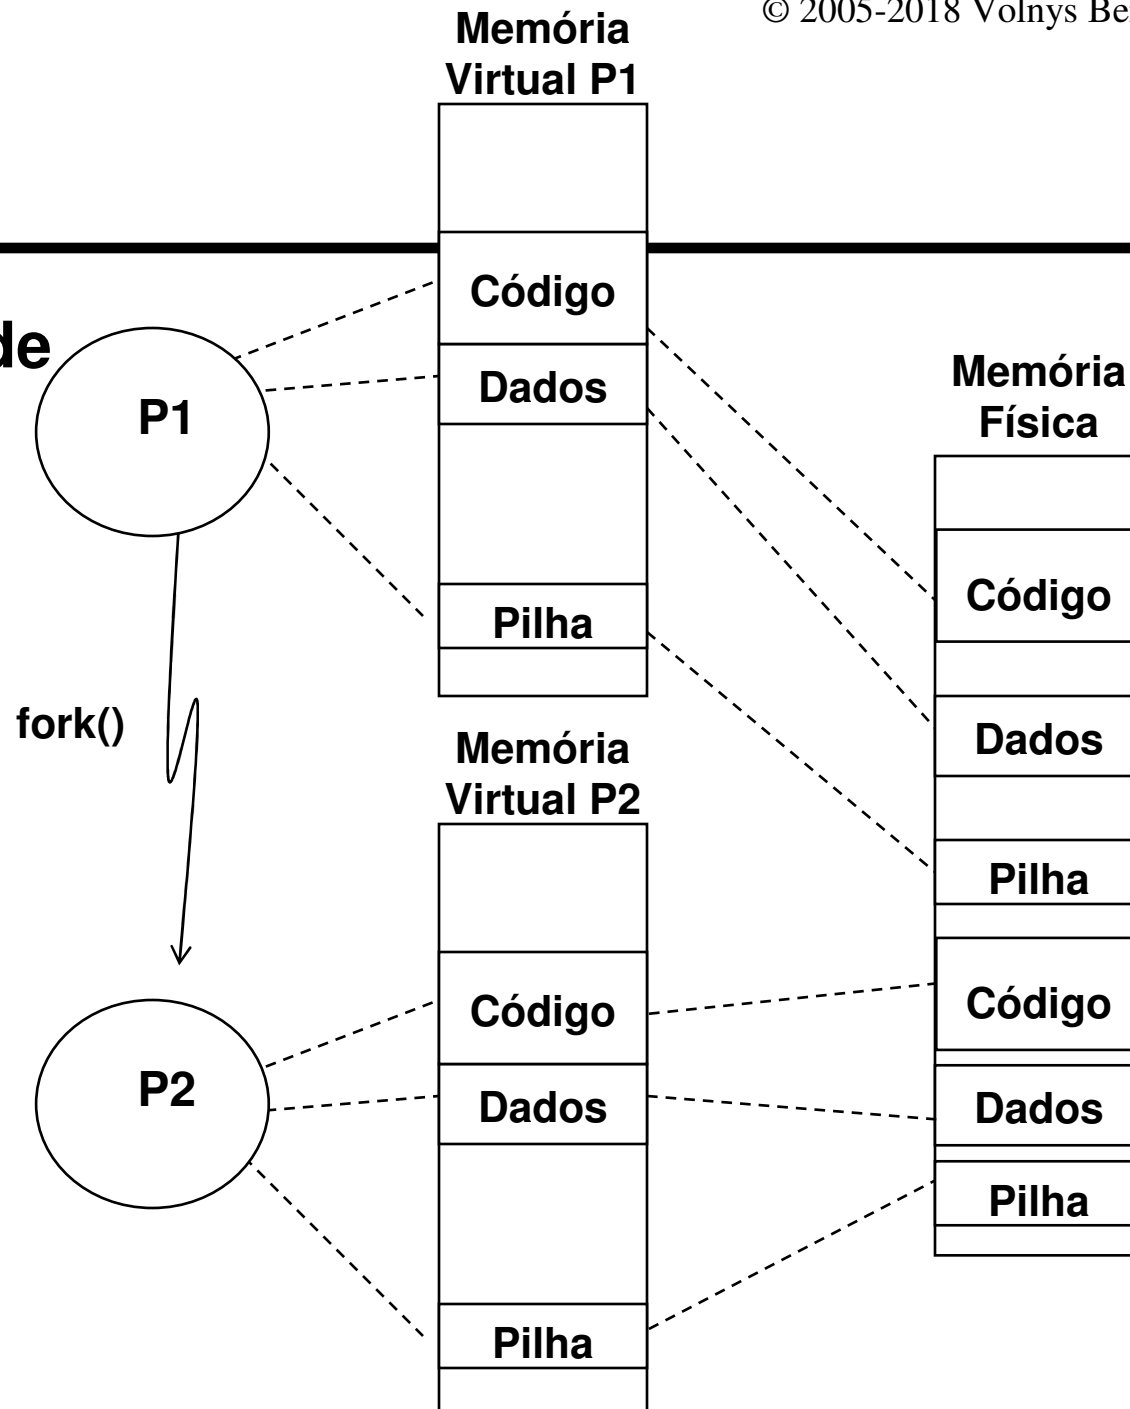 © 2005-2018 Volnys
Memória
Virtual P1
Código
de
P1
Dados
Pilha
fork()
Memória
Física
Código
Dados
Pilha
Código
Dados
Pilha
Memória
Virtual P2
Código
P2
Dados
Pilha